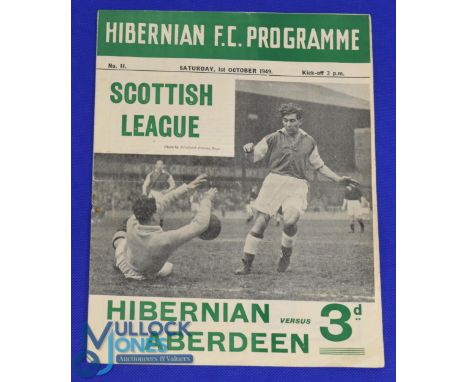 HIBERNIAN F.C. PROGRAMME
No. 11. SATURDAY, 1st OCTOBER 1949. Kick-off 3 p.m.
SCOTTISH
LEAGUE
HIBERNIAN VERSUS 3d
ABERDEEN
MULLOCK
JONES
Auctioneers & Valuers